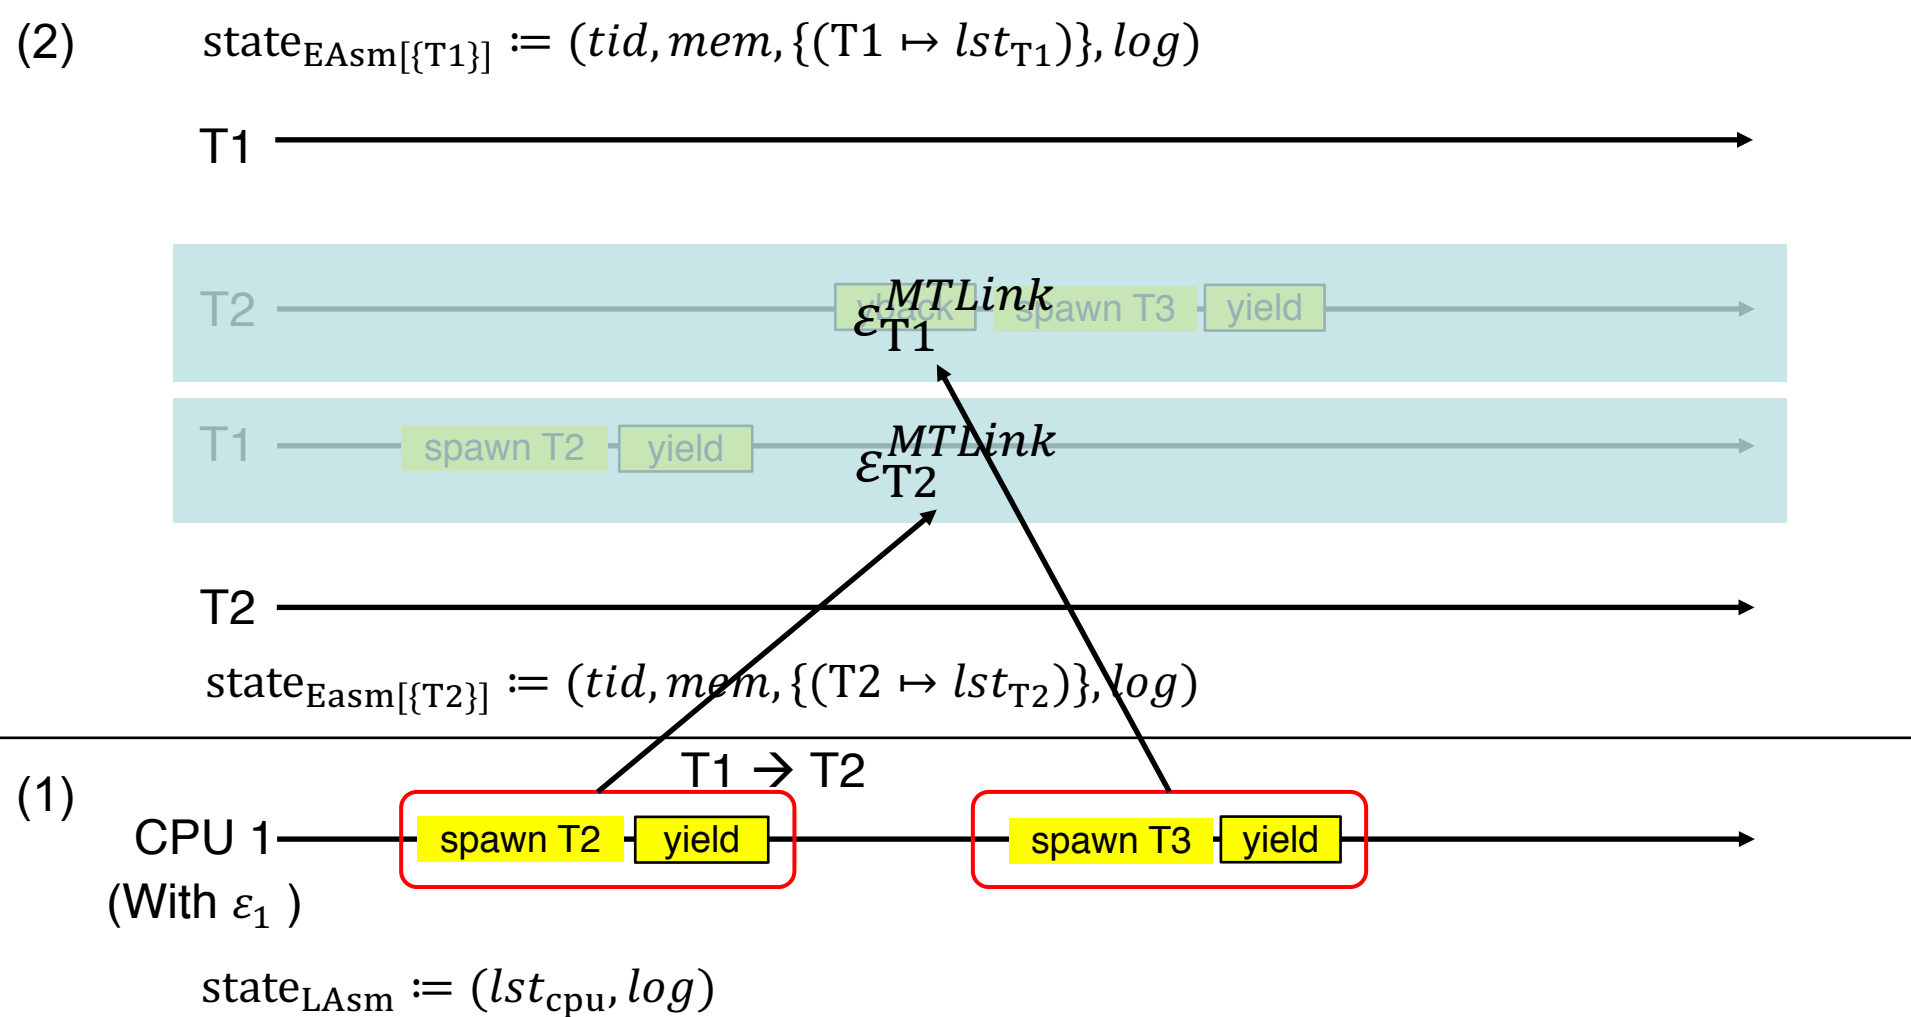 (2) state_EAsm[{T1}] ≔ (tid, mem, {(T1 ↦ lst_T1)}, log)
T1
T2 yback spawn T3 yield
ε_T1^MTLink
T1 spawn T2 yield
ε_T2^MTLink
T2
state_Easm[{T2}] ≔ (tid, mem, {(T2 ↦ lst_T2)}, log)
T1 → T2
(1)
CPU 1 spawn T2 yield spawn T3 yield
(With ε_1 )
state_LAsm ≔ (lst_cpu, log)